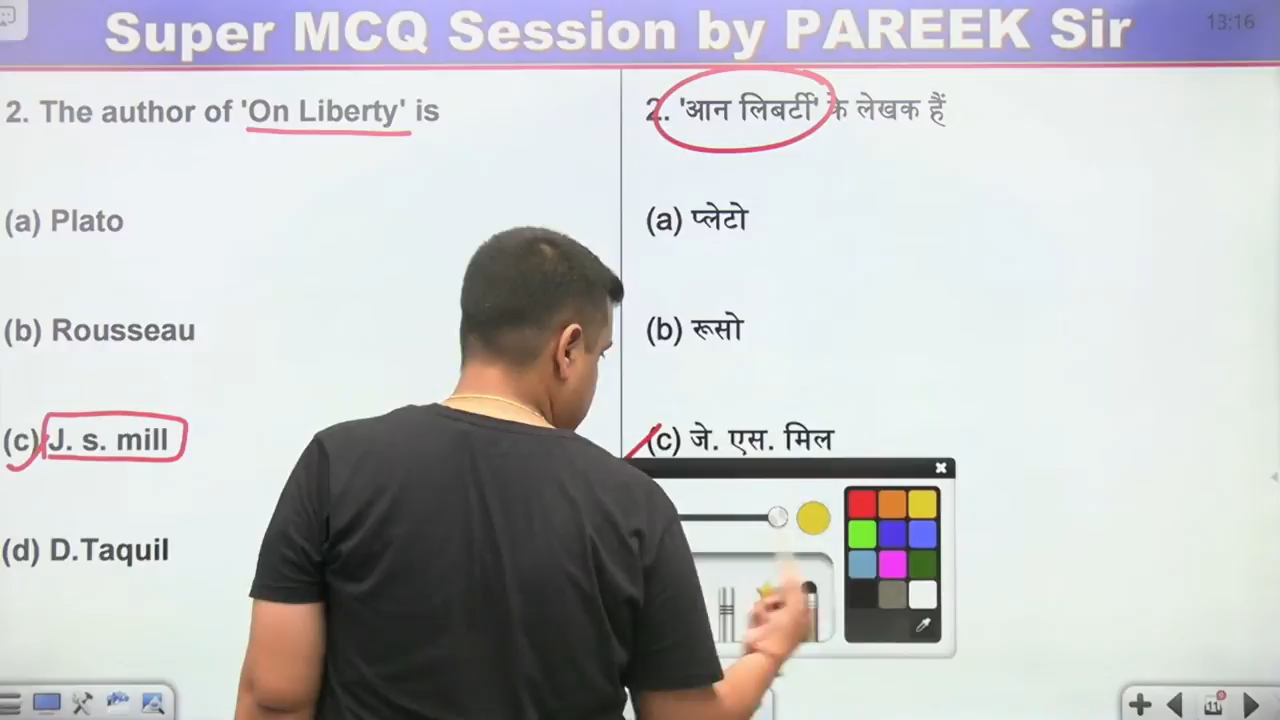 Super MCQ Session by PAREEK Sir
13:16
2. The author of 'On Liberty' is
(a) Plato
(b) Rousseau
(c) J. s. mill
(d) D.Taquil
2. 'आन लिबर्टी' के लेखक हैं
(a) प्लेटो
(b) रूसो
(c) जे. एस. मिल
11